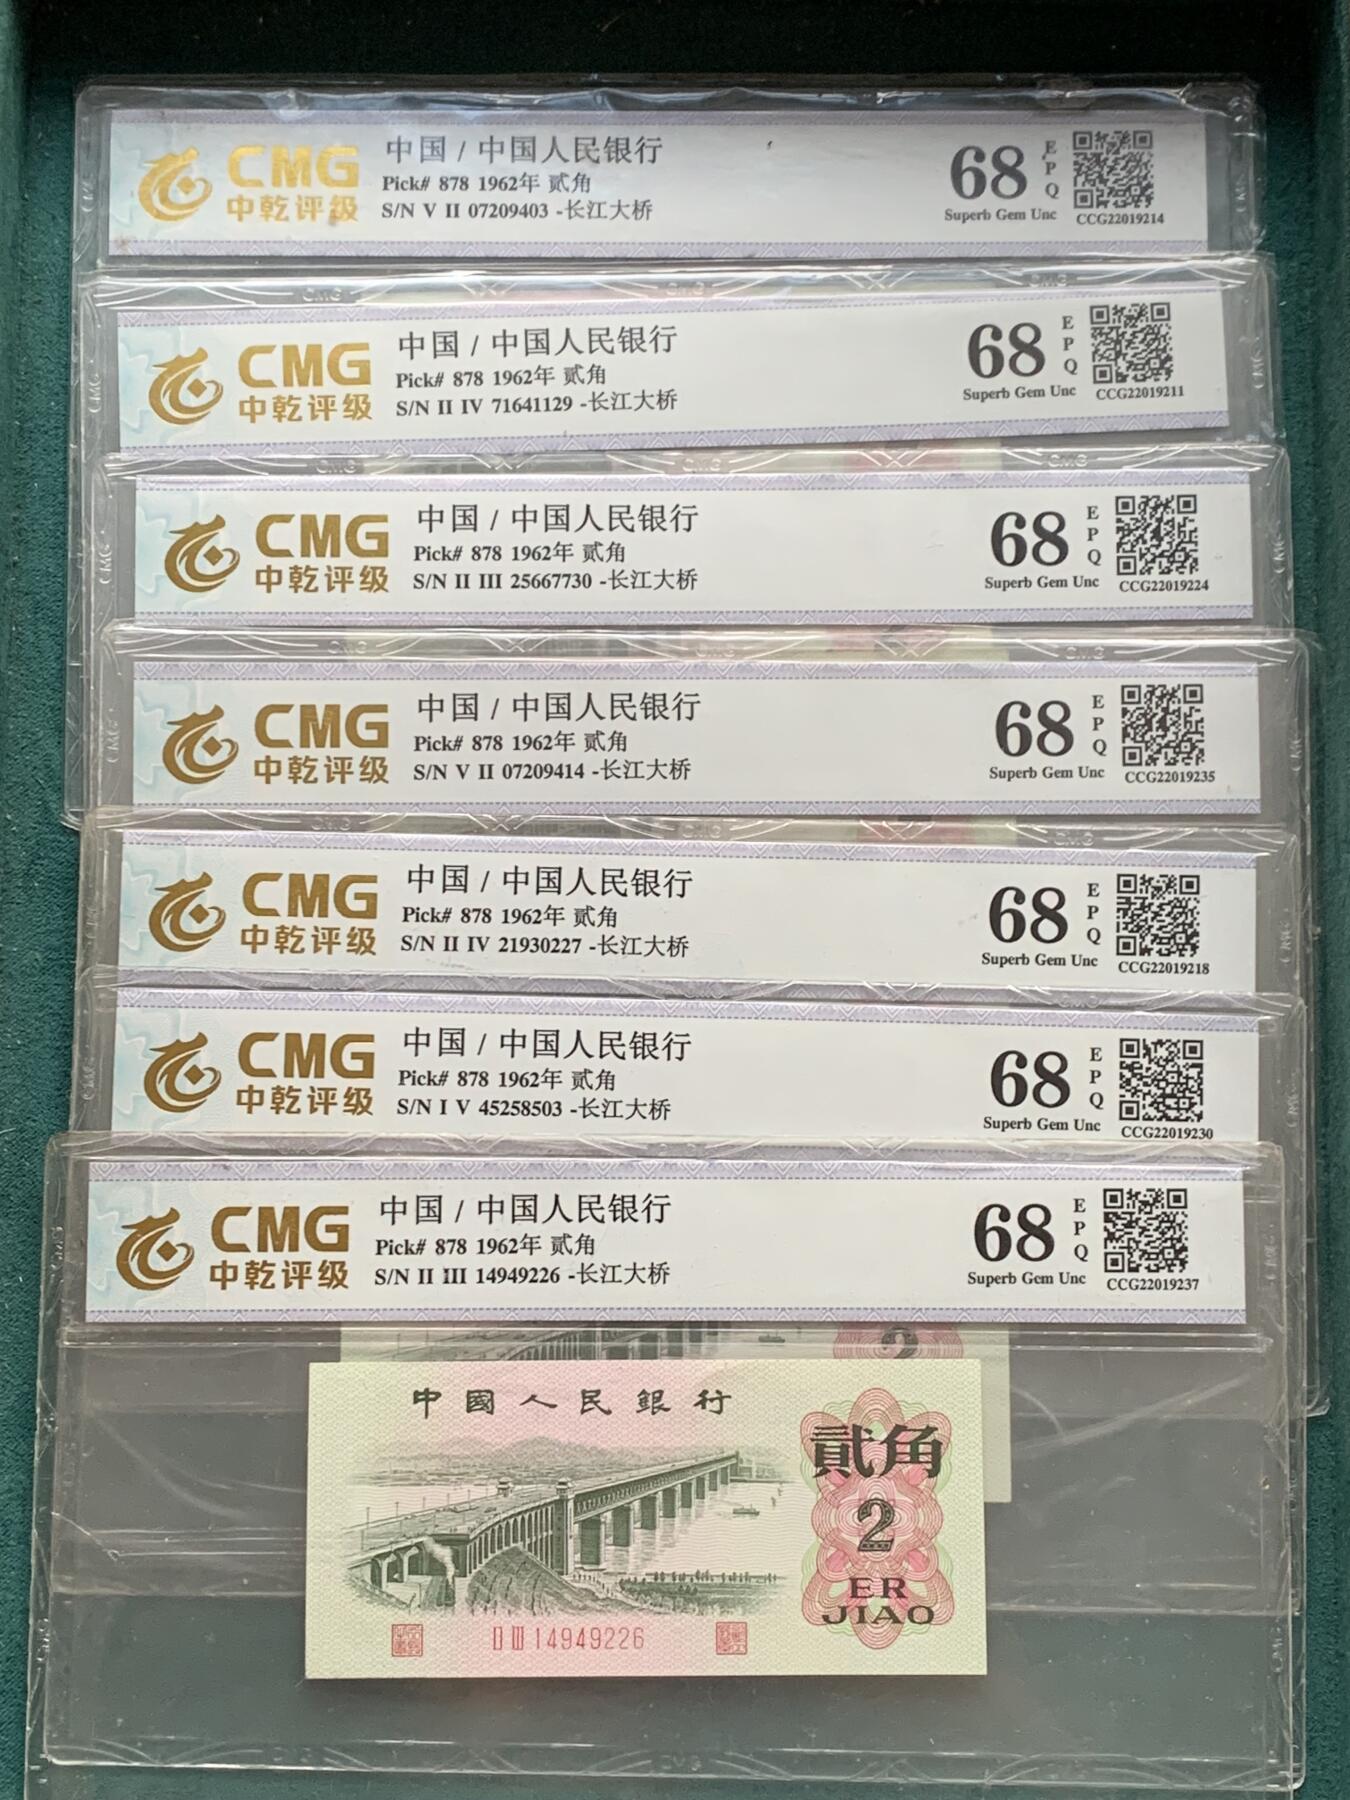 CMG
中乾评级
中国 / 中国人民银行
Pick# 878 1962年 贰角
S/N V II 07209403 -长江大桥
68
EPQ
Superb Gem Unc
CCG22019214
CMG
中乾评级
中国 / 中国人民银行
Pick# 878 1962年 贰角
S/N II IV 71641129 -长江大桥
68
EPQ
Superb Gem Unc
CCG22019211
CMG
中乾评级
中国 / 中国人民银行
Pick# 878 1962年 贰角
S/N II III 25667730 -长江大桥
68
EPQ
Superb Gem Unc
CCG22019224
CMG
中乾评级
中国 / 中国人民银行
Pick# 878 1962年 贰角
S/N V II 07209414 -长江大桥
68
EPQ
Superb Gem Unc
CCG22019235
CMG
中乾评级
中国 / 中国人民银行
Pick# 878 1962年 贰角
S/N II IV 21930227 -长江大桥
68
EPQ
Superb Gem Unc
CCG22019218
CMG
中乾评级
中国 / 中国人民银行
Pick# 878 1962年 贰角
S/N I V 45258503 -长江大桥
68
EPQ
Superb Gem Unc
CCG22019230
CMG
中乾评级
中国 / 中国人民银行
Pick# 878 1962年 贰角
S/N II III 14949226 -长江大桥
68
EPQ
Superb Gem Unc
CCG22019237
中國人民銀行
貳角
2
ER
JIAO
II III 14949226